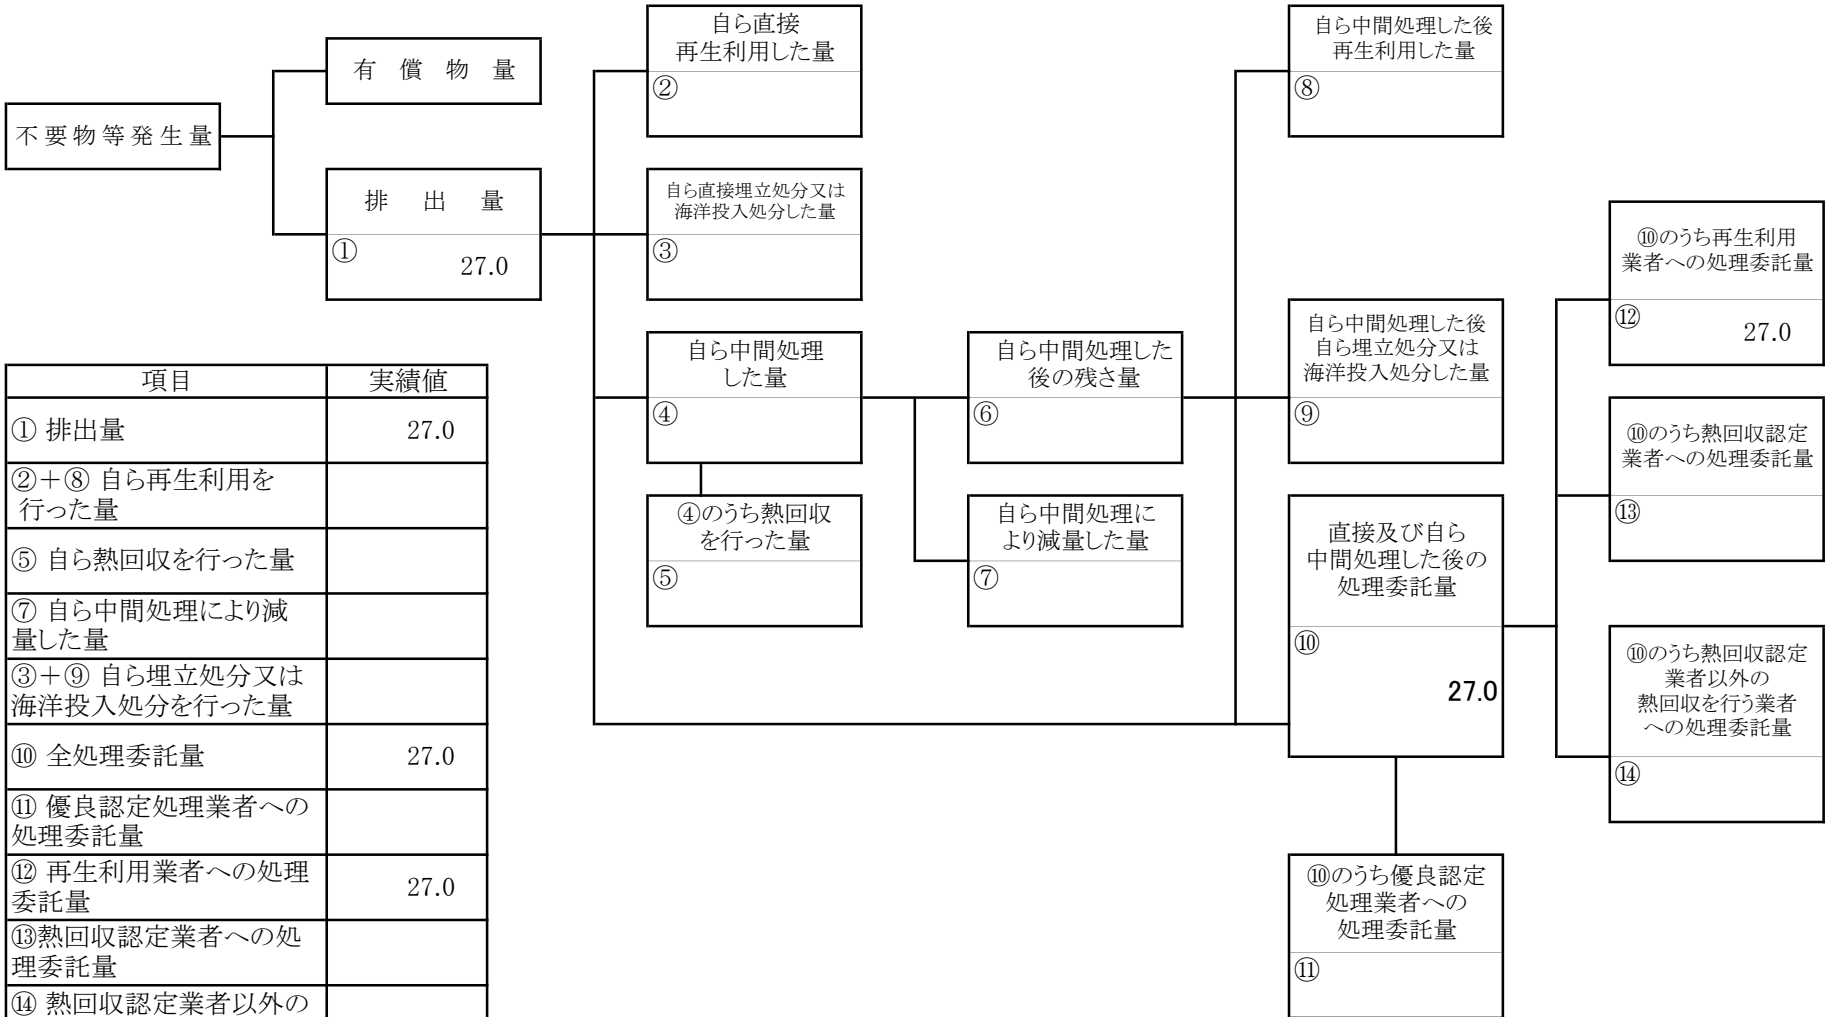 不要物等発生量
有償物量
排出量
①
27.0
自ら直接
再生利用した量
②
自ら直接埋立処分又は
海洋投入処分した量
③
自ら中間処理
した量
④
④のうち熱回収
を行った量
⑤
自ら中間処理した
後の残さ量
⑥
自ら中間処理に
より減量した量
⑦
自ら中間処理した後
再生利用した量
⑧
自ら中間処理した後
自ら埋立処分又は
海洋投入処分した量
⑨
直接及び自ら
中間処理した後の
処理委託量
⑩
27.0
⑩のうち優良認定
処理業者への
処理委託量
⑪
⑩のうち再生利用
業者への処理委託量
⑫
27.0
⑩のうち熱回収認定
業者への処理委託量
⑬
⑩のうち熱回収認定
業者以外の
熱回収を行う業者
への処理委託量
⑭
項目 実績値
① 排出量 27.0
②+⑧ 自ら再生利用を
行った量
⑤ 自ら熱回収を行った量
⑦ 自ら中間処理により減
量した量
③+⑨ 自ら埋立処分又は
海洋投入処分を行った量
⑩ 全処理委託量 27.0
⑪ 優良認定処理業者への
処理委託量
⑫ 再生利用業者への処理
委託量 27.0
⑬熱回収認定業者への処
理委託量
⑭ 熱回収認定業者以外の